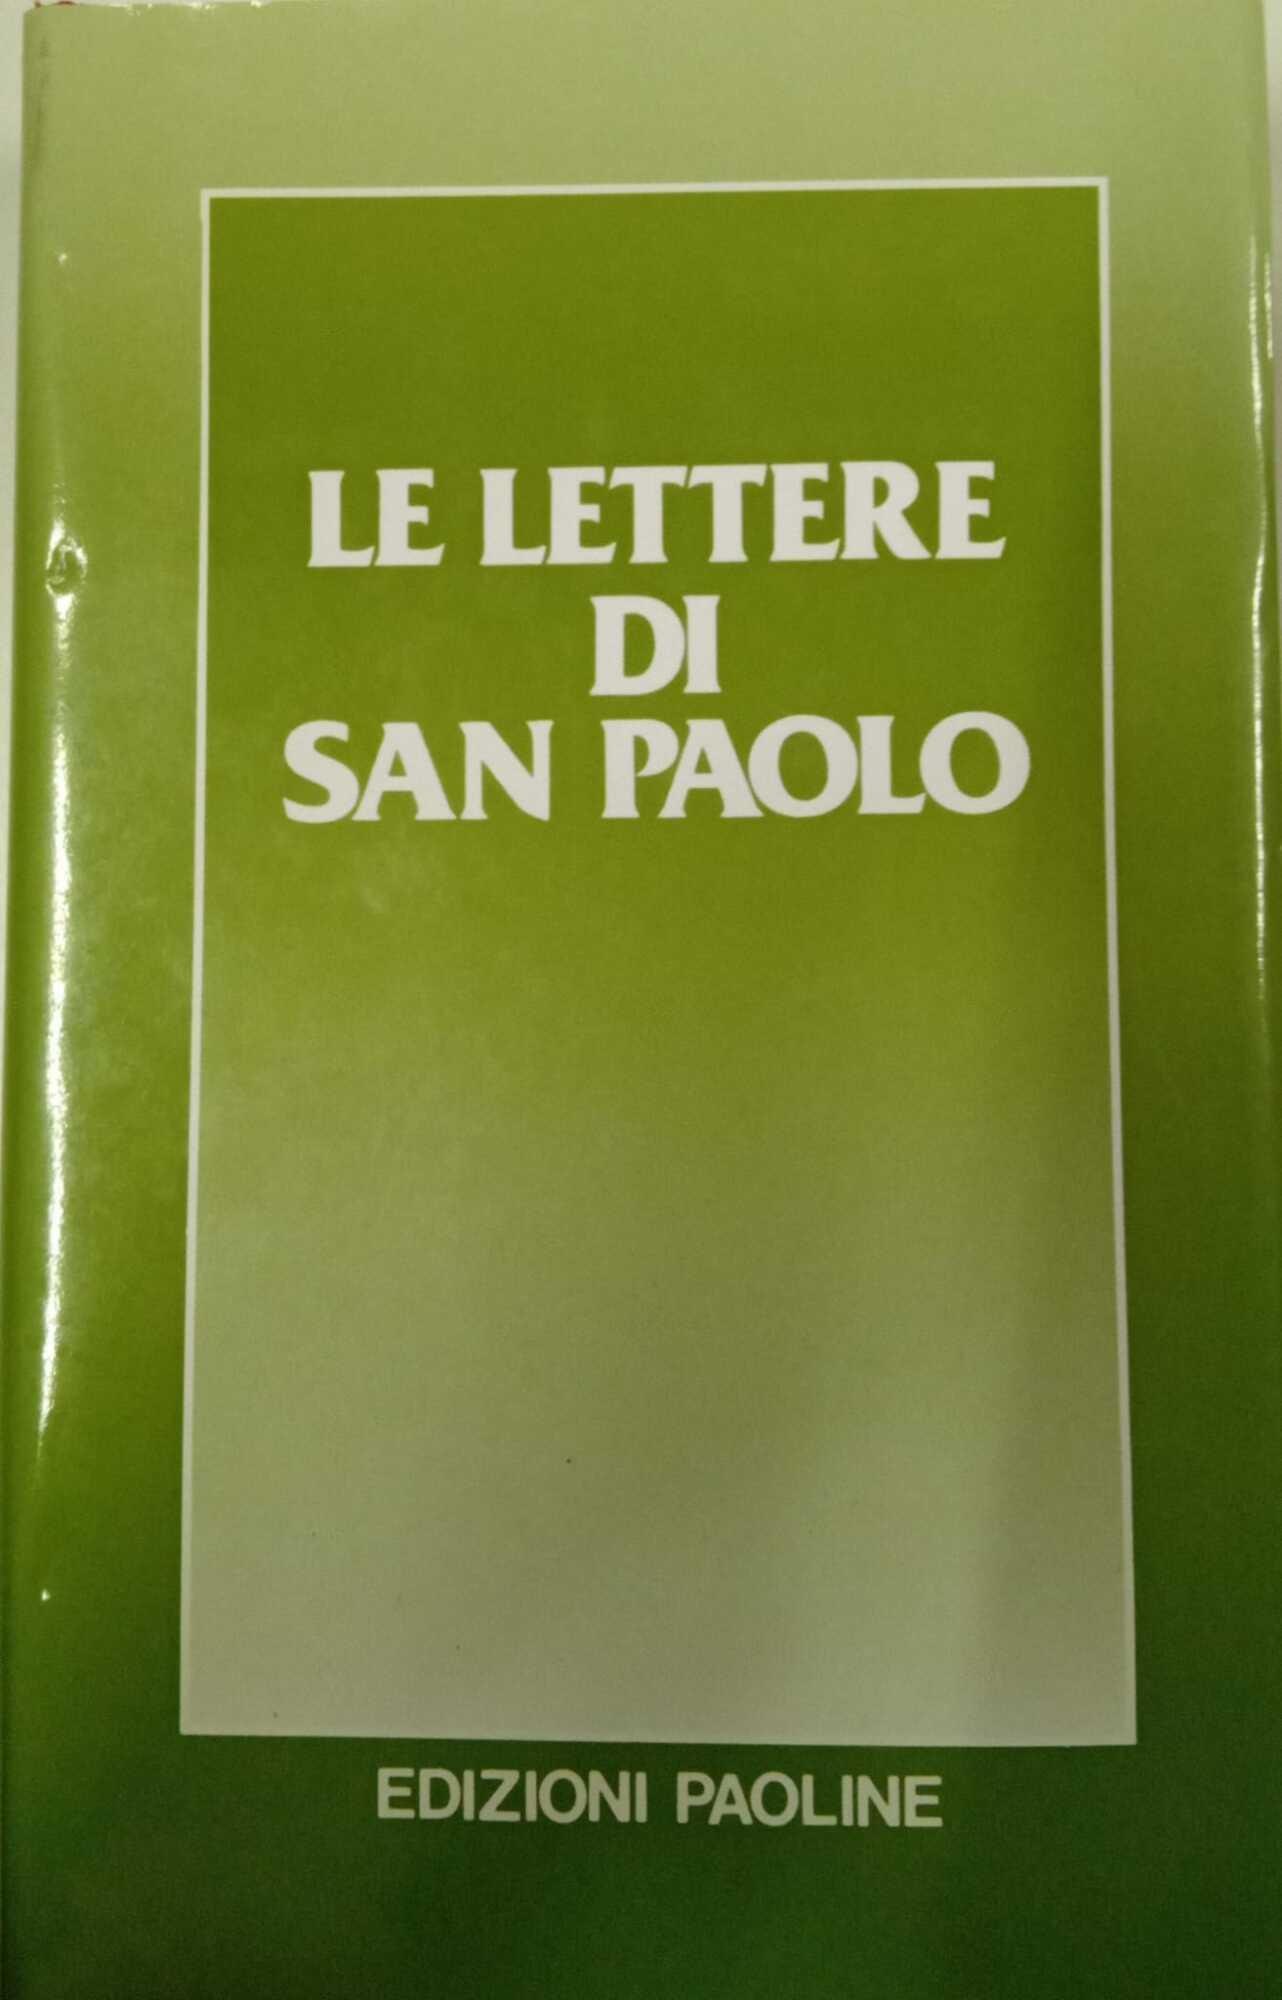 LE LETTERE
DI
SAN PAOLO
EDIZIONI PAOLINE